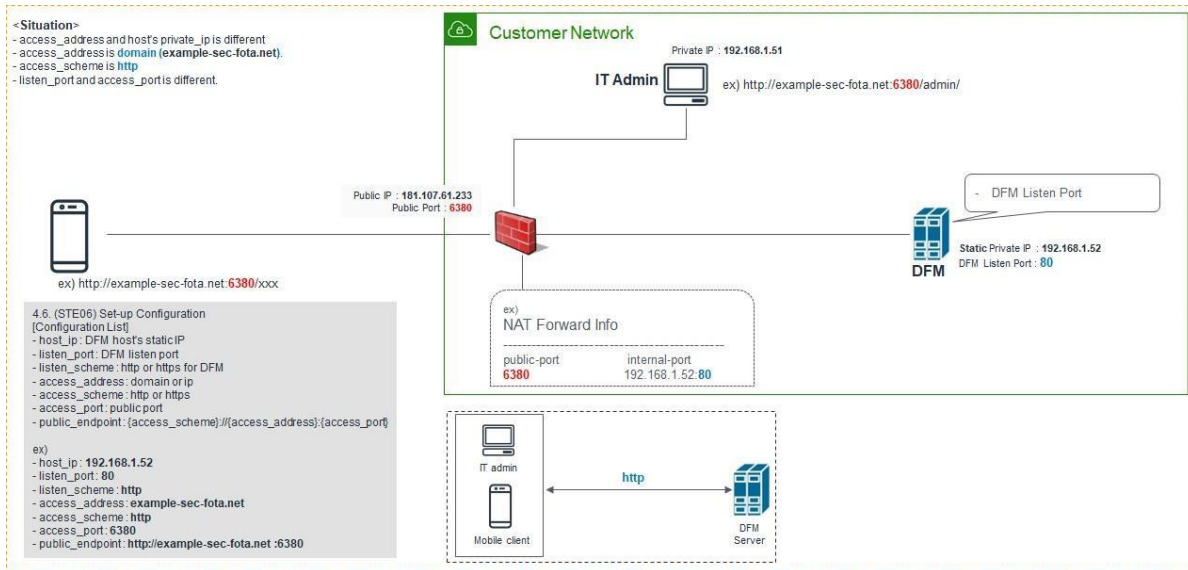 <Situation>
- access_address and host's private_ip is different
- access_address is domain (example-sec-fota.net).
- access_scheme is http
- listen_port and access_port is different.
Customer Network
Private IP : 192.168.1.51
IT Admin
ex) http://example-sec-fota.net:6380/admin/
Public IP : 181.107.61.233
Public Port : 6380
- DFM Listen Port
Static Private IP : 192.168.1.52
DFM Listen Port : 80
DFM
ex) http://example-sec-fota.net:6380/xxx
ex)
NAT Forward Info
public-port internal-port
6380 192.168.1.52:80
4.6. (STE06) Set-up Configuration
[Configuration List]
- host_ip : DFM host's static IP
- listen_port : DFM listen port
- listen_scheme : http or https for DFM
- access_address : domain or ip
- access_scheme : http or https
- access_port : public port
- public_endpoint : {access_scheme}://{access_address}:{access_port}
ex)
- host_ip : 192.168.1.52
- listen_port : 80
- listen_scheme : http
- access_address : example-sec-fota.net
- access_scheme : http
- access_port : 6380
- public_endpoint : http://example-sec-fota.net :6380
IT admin
http
Mobile client
DFM
Server